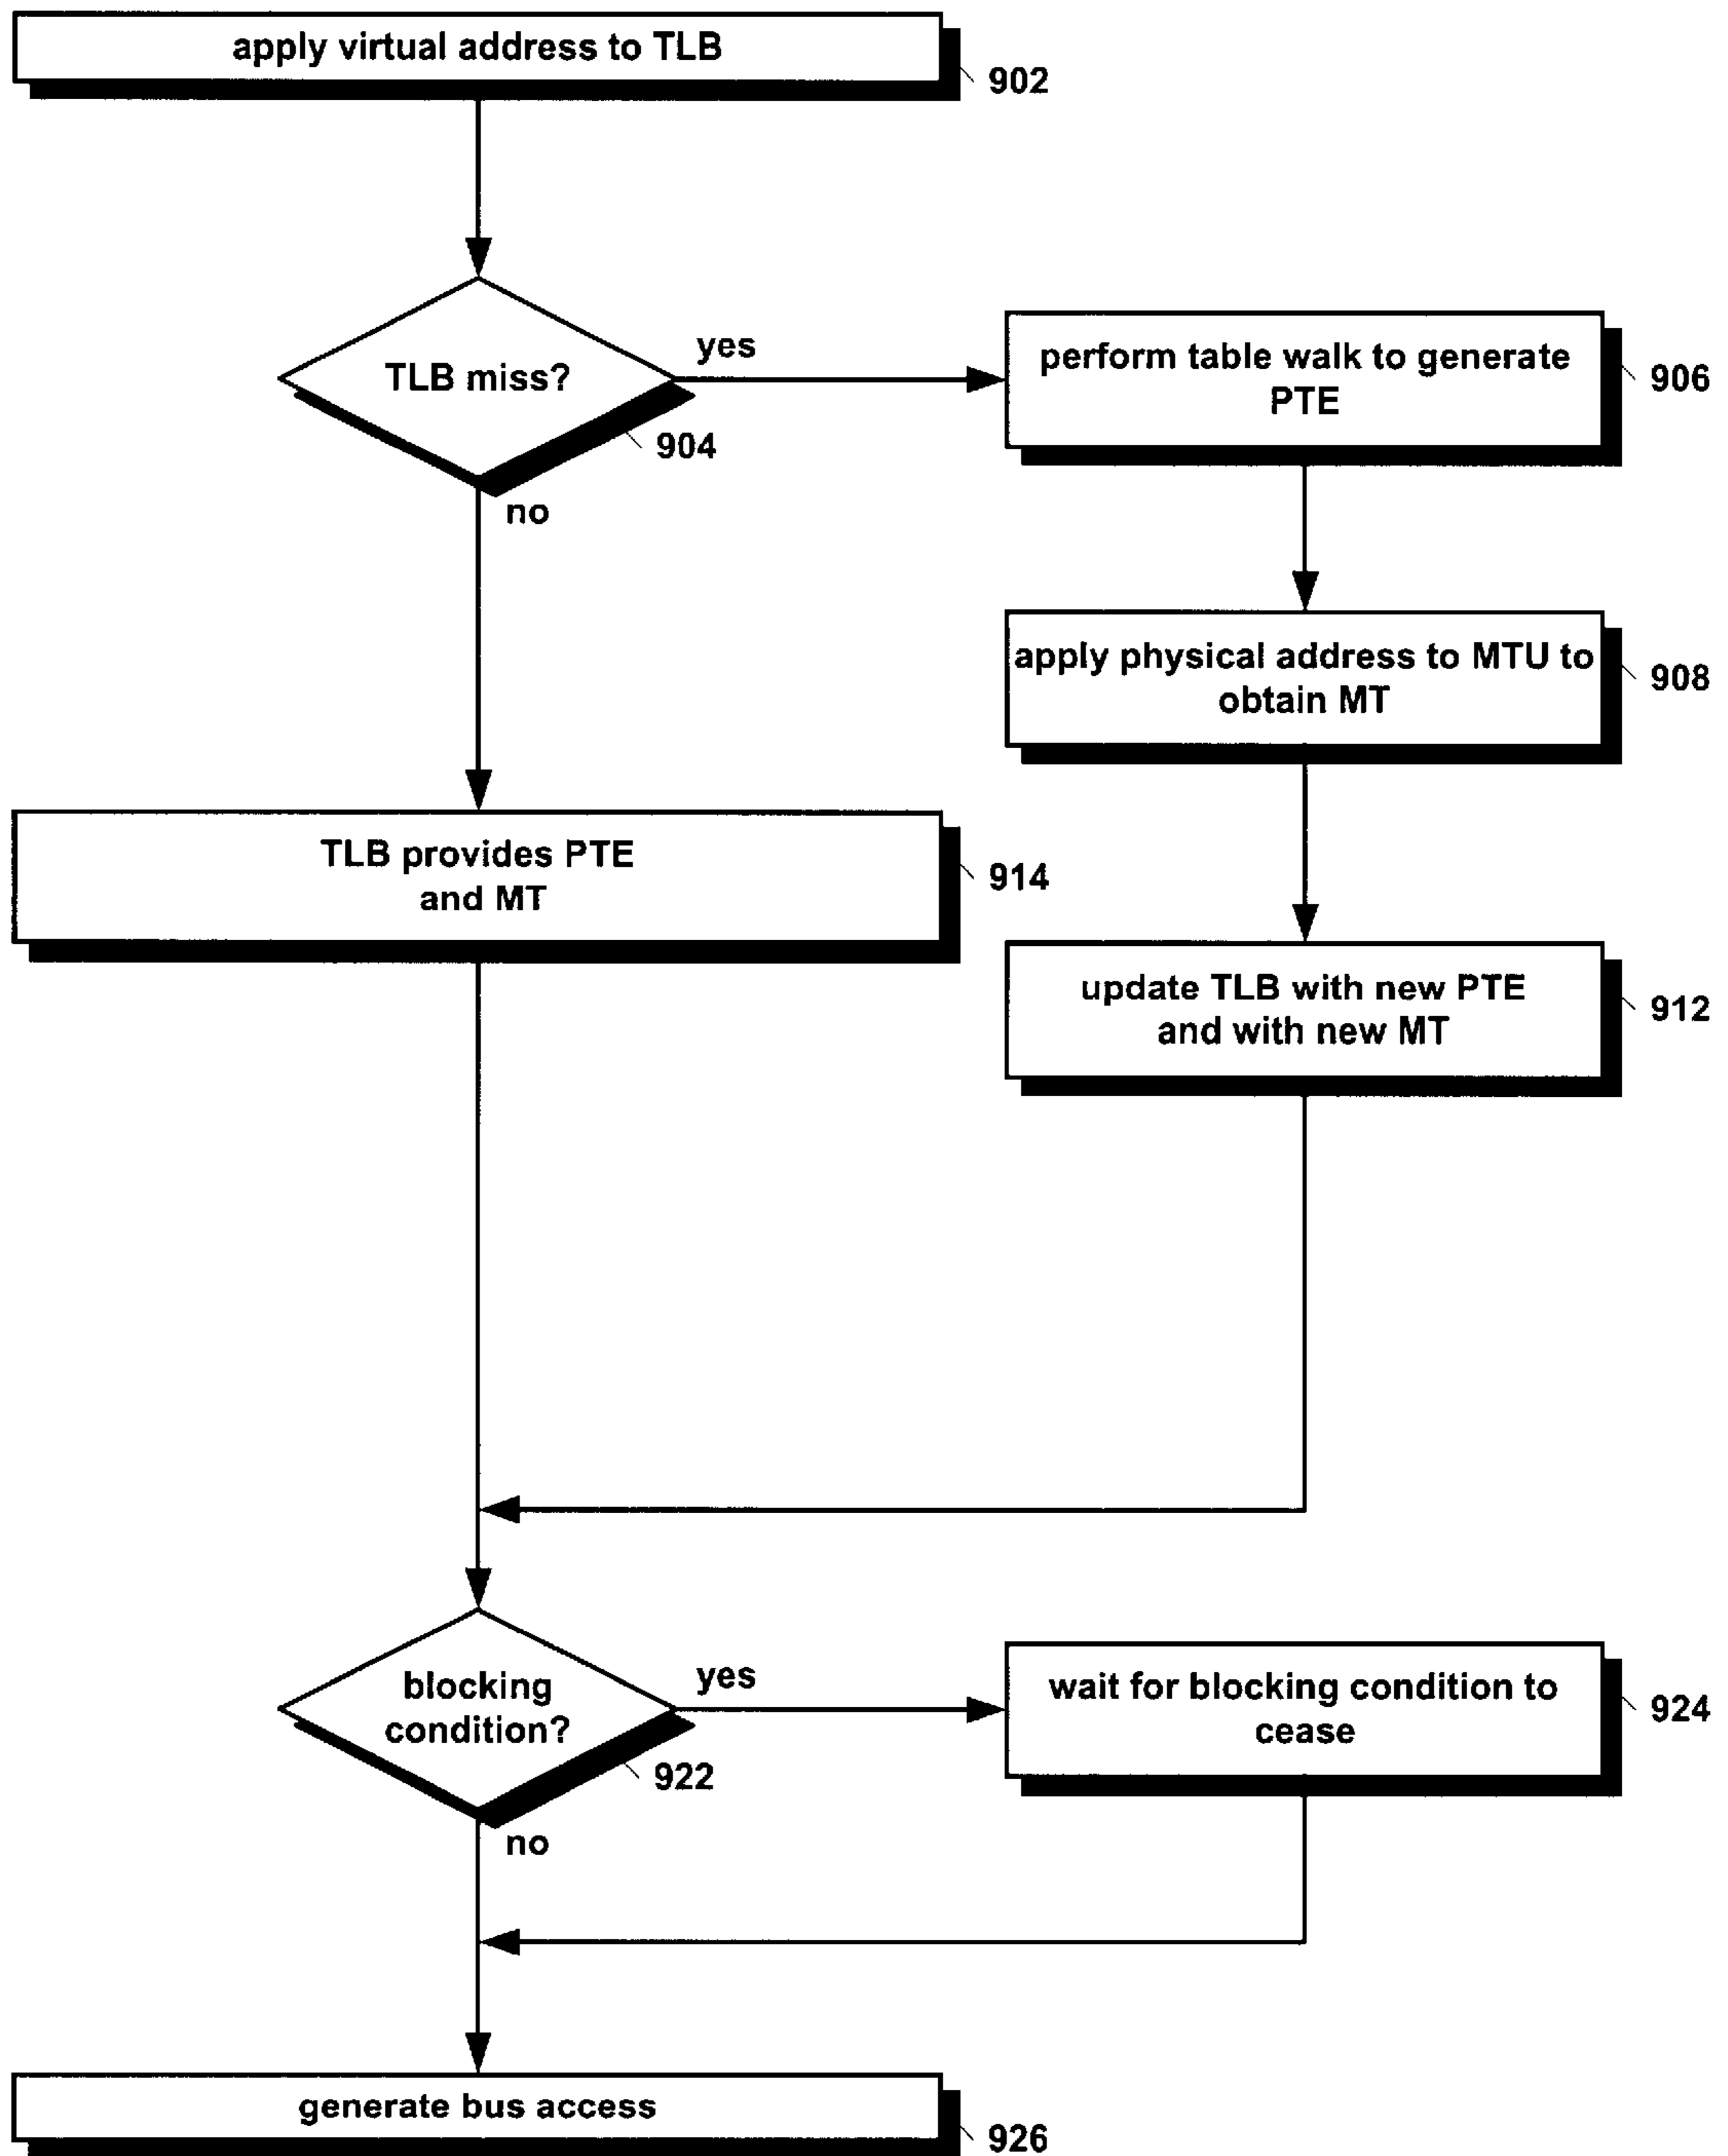 apply virtual address to TLB
902
TLB miss?
yes
904
no
perform table walk to generate
PTE
906
apply physical address to MTU to
obtain MT
908
TLB provides PTE
and MT
914
update TLB with new PTE
and with new MT
912
blocking
condition?
yes
922
no
wait for blocking condition to
cease
924
generate bus access
926